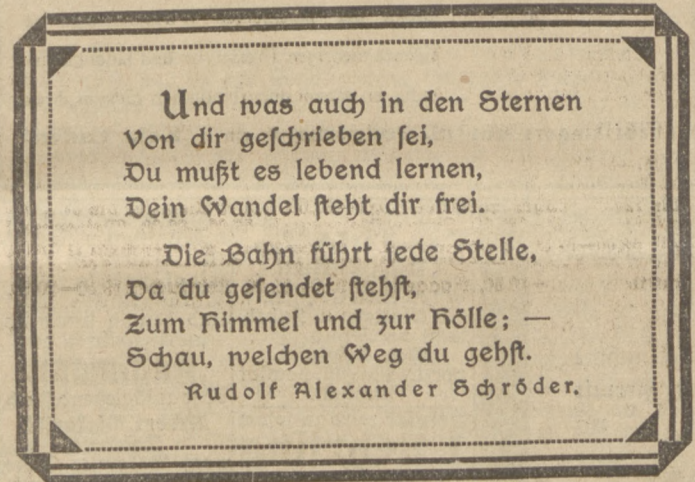 Und was auch in den Sternen
Von dir geschrieben sei,
Du mußt es lebend lernen,
Dein Wandel steht dir frei.
Die Bahn führt jede Stelle,
Da du gesendet stehst,
Zum Himmel und zur Hölle; —
Schau, welchen Weg du gehst.
Rudolf Alexander Schröder.